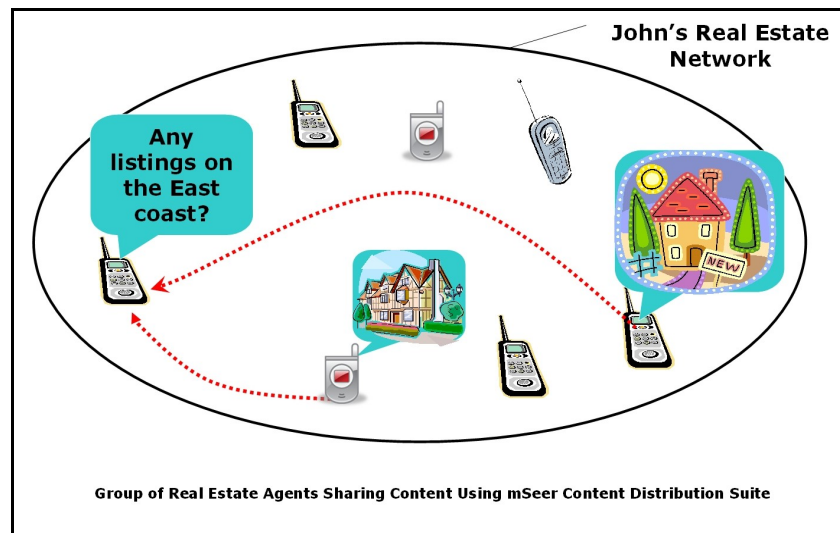 John's Real Estate
Network
Any
listings on
the East
coast?
NEW
Group of Real Estate Agents Sharing Content Using mSeer Content Distribution Suite